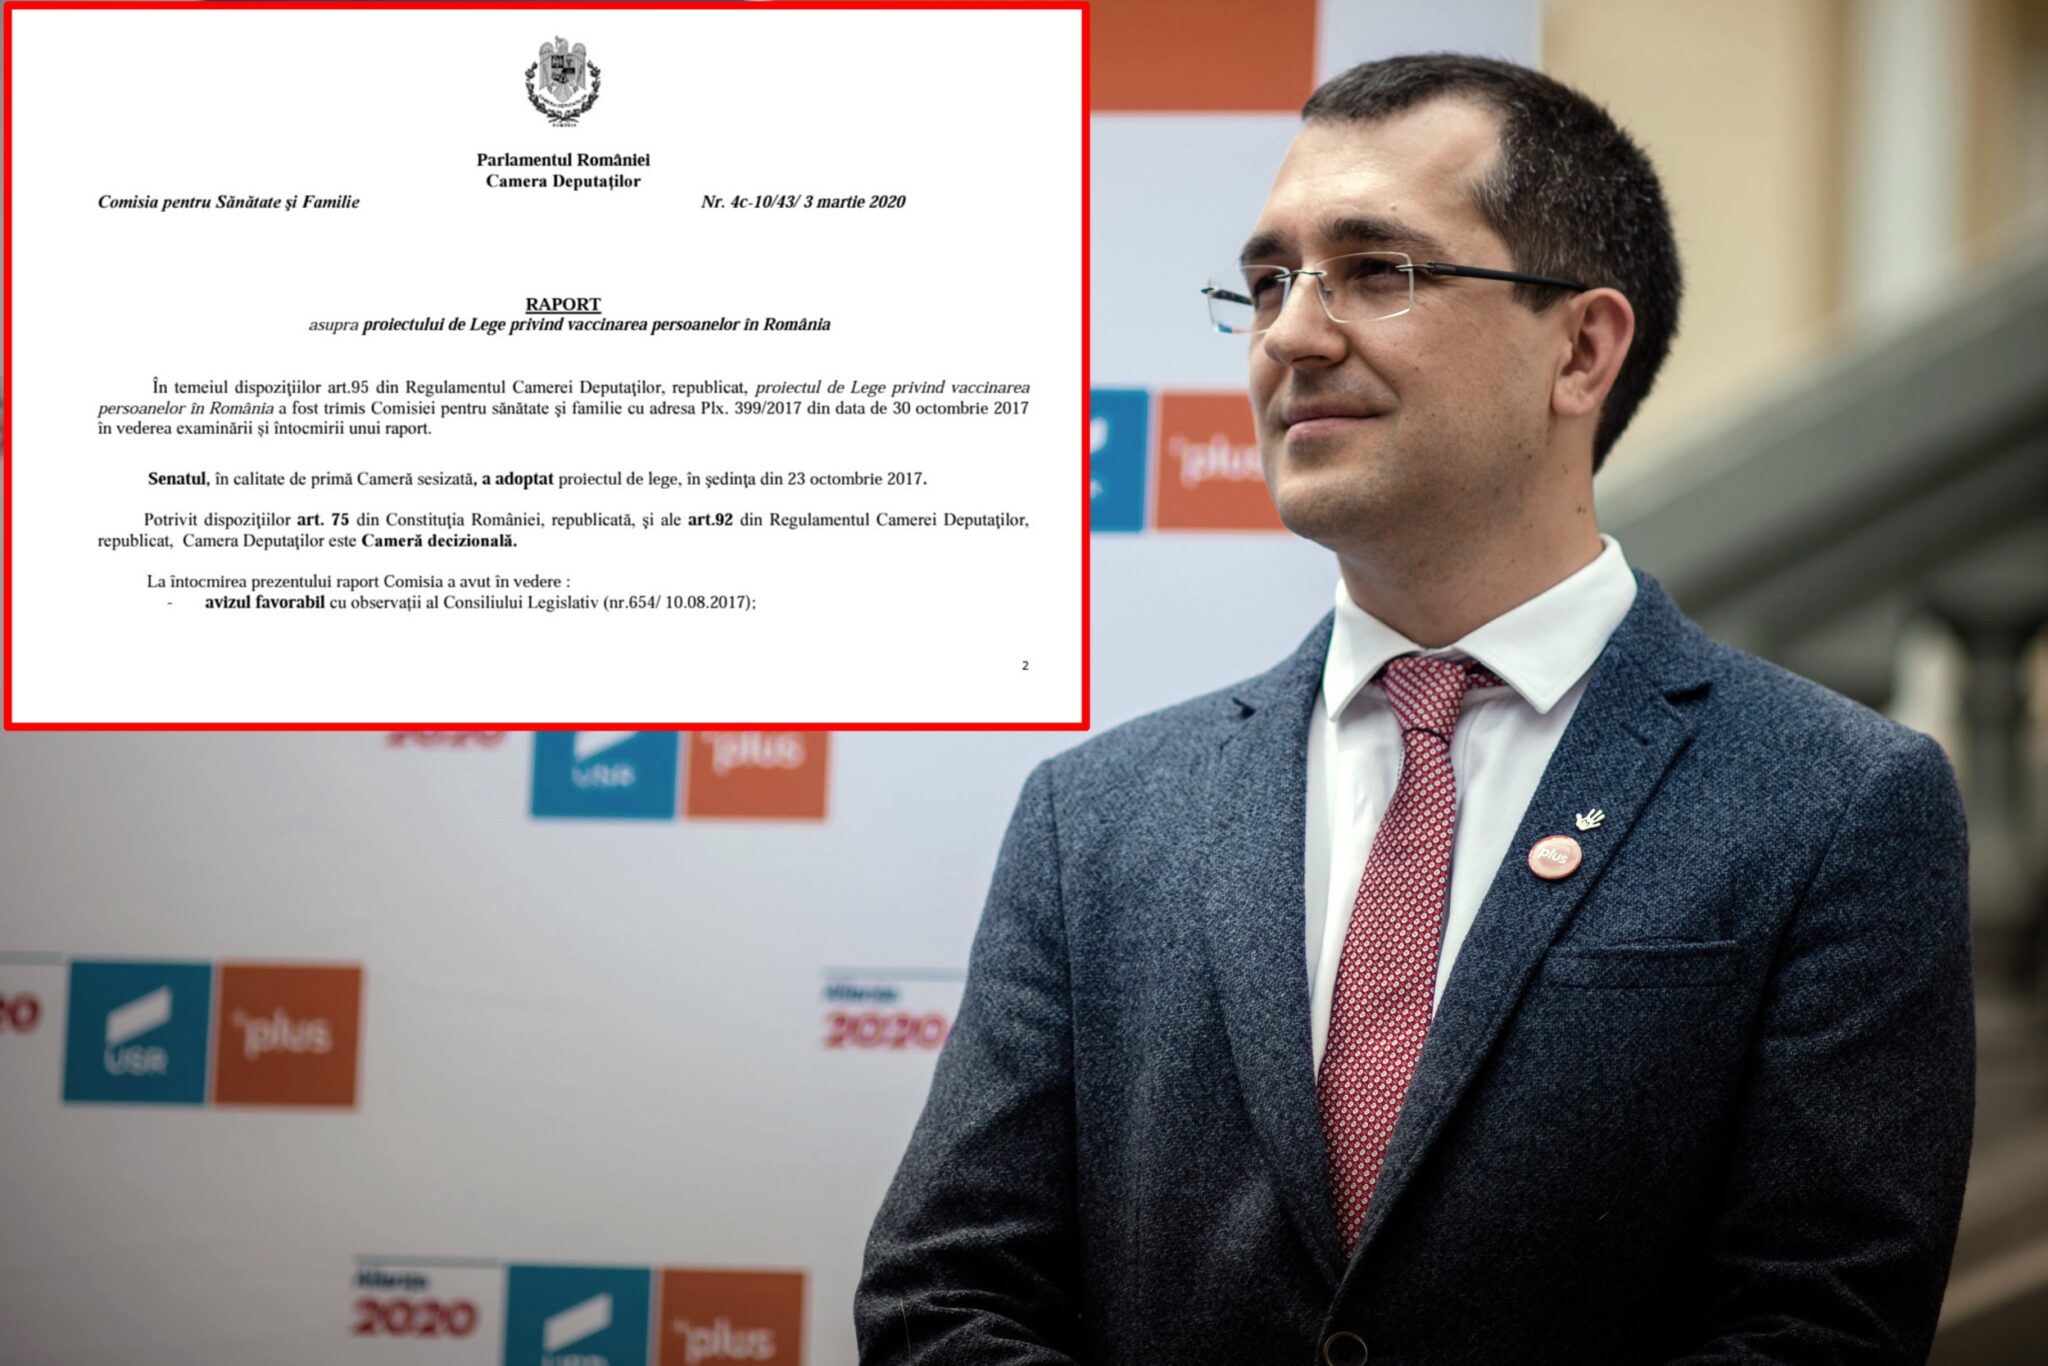 Parlamentul României
Camera Deputaţilor
Comisia pentru Sănătate şi Familie
Nr. 4c-10/43/ 3 martie 2020
RAPORT
asupra proiectului de Lege privind vaccinarea persoanelor în România
În temeiul dispoziţiilor art.95 din Regulamentul Camerei Deputaţilor, republicat, proiectul de Lege privind vaccinarea
persoanelor în România a fost trimis Comisiei pentru sănătate şi familie cu adresa Plx. 399/2017 din data de 30 octombrie 2017
în vederea examinării și întocmirii unui raport.
Senatul, în calitate de primă Cameră sesizată, a adoptat proiectul de lege, în şedinţa din 23 octombrie 2017.
Potrivit dispoziţiilor art. 75 din Constituţia României, republicată, şi ale art.92 din Regulamentul Camerei Deputaţilor,
republicat, Camera Deputaţilor este Cameră decizională.
La întocmirea prezentului raport Comisia a avut în vedere :
- avizul favorabil cu observații al Consiliului Legislativ (nr.654/ 10.08.2017);
2
plus
2020
USR
plus
plus
20
USR
plus
Alianța
2020
Alianța
2020
USR
plus